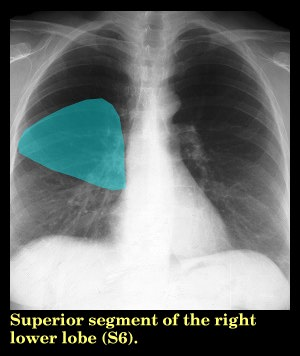 Superior segment of the right
lower lobe (S6).